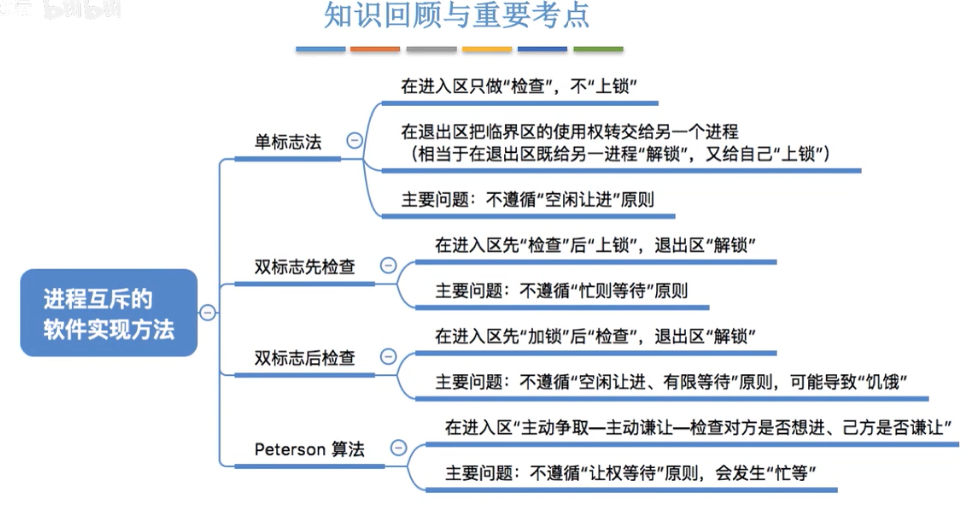 知识回顾与重要考点
在进入区只做“检查”，不“上锁”
单标志法
在退出区把临界区的使用权转交给另一个进程
（相当于在退出区既给另一进程“解锁”，又给自己“上锁”）
主要问题：不遵循“空闲让进”原则
在进入区先“检查”后“上锁”，退出区“解锁”
双标志先检查
主要问题：不遵循“忙则等待”原则
进程互斥的
软件实现方法
在进入区先“加锁”后“检查”，退出区“解锁”
双标志后检查
主要问题：不遵循“空闲让进、有限等待”原则，可能导致“饥饿”
在进入区“主动争取—主动谦让—检查对方是否想进、己方是否谦让”
Peterson 算法
主要问题：不遵循“让权等待”原则，会发生“忙等”